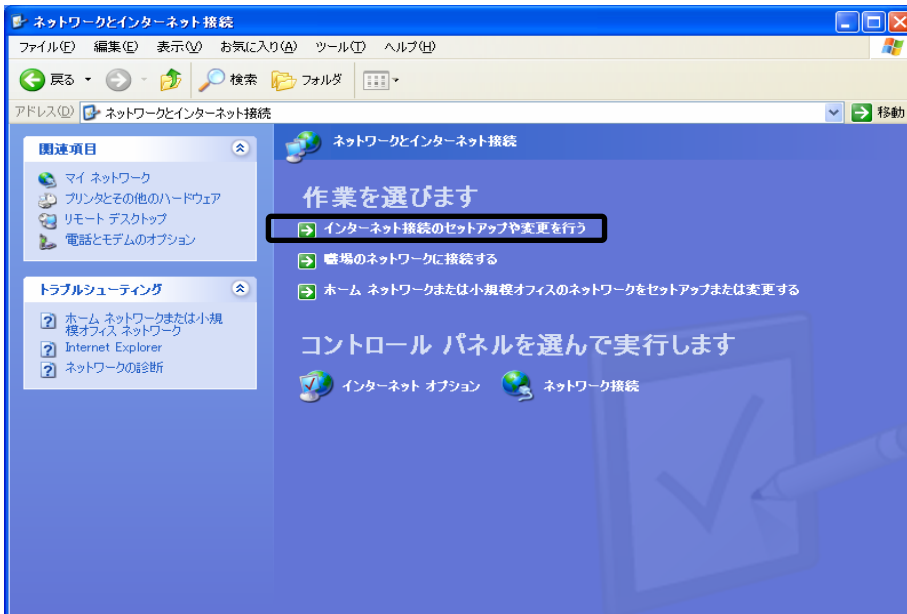 ネットワークとインターネット接続
ファイル(F) 編集(E) 表示(V) お気に入り(A) ツール(T) ヘルプ(H)
戻る 検索 フォルダ
アドレス(D) ネットワークとインターネット接続 移動
関連項目
マイ ネットワーク
プリンタとその他のハードウェア
リモート デスクトップ
電話とモデムのオプション
トラブルシューティング
ホーム ネットワークまたは小規
模オフィス ネットワーク
Internet Explorer
ネットワークの診断
ネットワークとインターネット接続
作業を選びます
インターネット接続のセットアップや変更を行う
職場のネットワークに接続する
ホーム ネットワークまたは小規模オフィスのネットワークをセットアップまたは変更する
コントロール パネルを選んで実行します
インターネット オプション ネットワーク接続